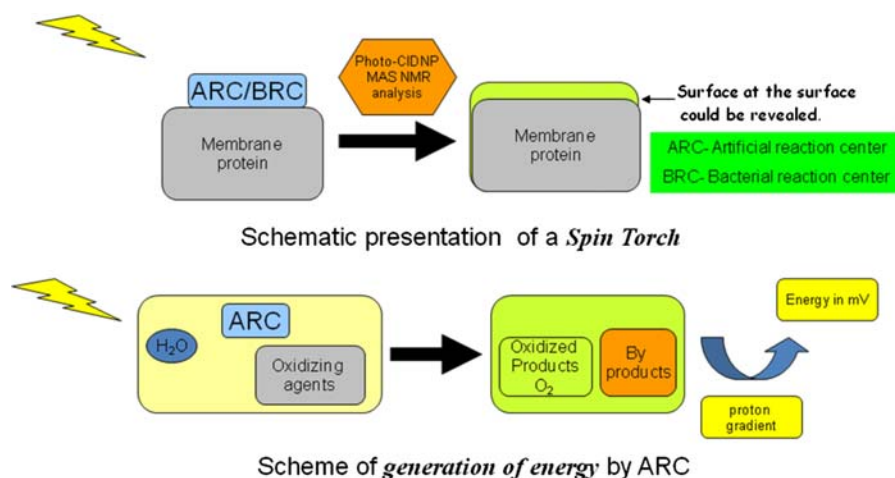 Photo-CIDNP
MAS NMR
analysis
ARC/BRC
Membrane
protein
Membrane
protein
Surface at the surface
could be revealed.
ARC- Artificial reaction center
BRC- Bacterial reaction center
Schematic presentation of a Spin Torch
H₂O
ARC
Oxidizing
agents
Oxidized
Products
O₂
By
products
Energy in mV
proton
gradient
Scheme of generation of energy by ARC